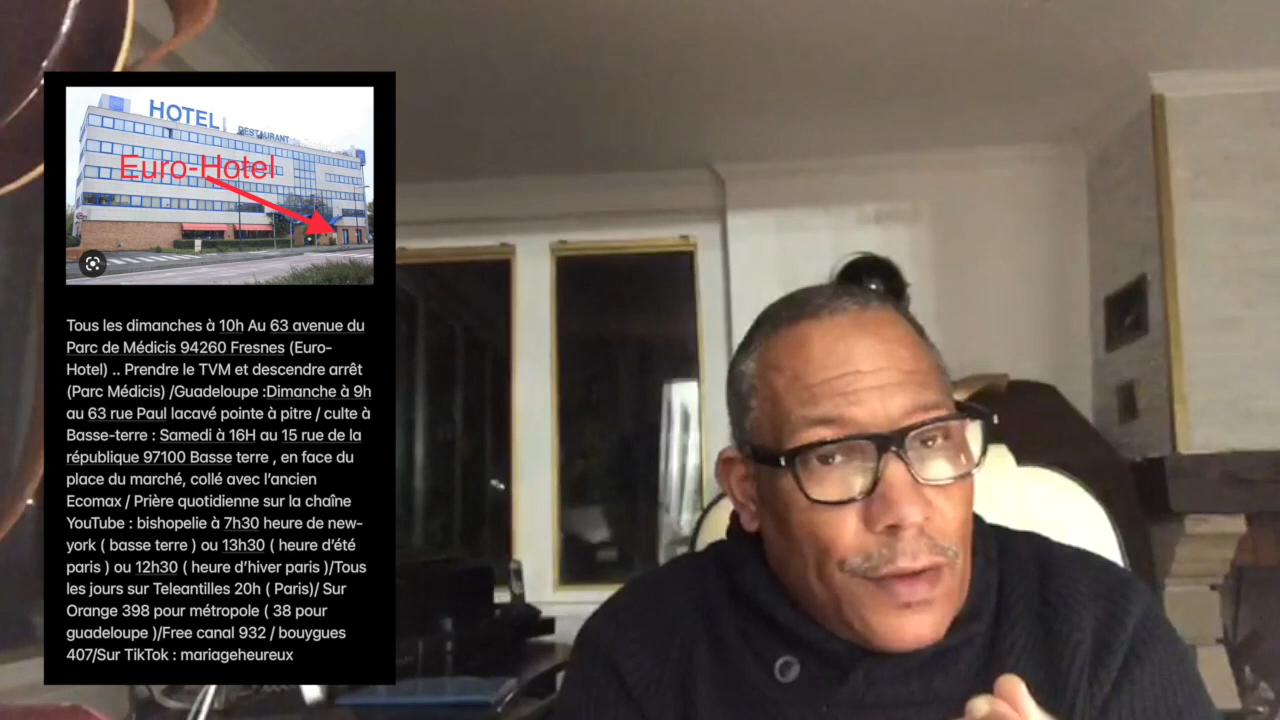 HOTEL
RESTAURANT
Euro-Hotel
Tous les dimanches à 10h Au 63 avenue du
Parc de Médicis 94260 Fresnes (Euro-
Hotel) .. Prendre le TVM et descendre arrêt
(Parc Médicis) /Guadeloupe :Dimanche à 9h
au 63 rue Paul lacavé pointe à pitre / culte à
Basse-terre : Samedi à 16H au 15 rue de la
république 97100 Basse terre , en face du
place du marché, collé avec l’ancien
Ecomax / Prière quotidienne sur la chaîne
YouTube : bishopelie à 7h30 heure de new-
york ( basse terre ) ou 13h30 ( heure d’été
paris ) ou 12h30 ( heure d’hiver paris )/Tous
les jours sur Teleantilles 20h ( Paris)/ Sur
Orange 398 pour métropole ( 38 pour
guadeloupe )/Free canal 932 / bouygues
407/Sur TikTok : mariageheureux